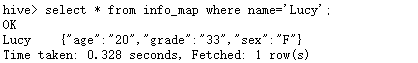 hive> select * from info_map where name='Lucy';
OK
Lucy    {"age":"20","grade":"33","sex":"F"}
Time taken: 0.328 seconds, Fetched: 1 row(s)